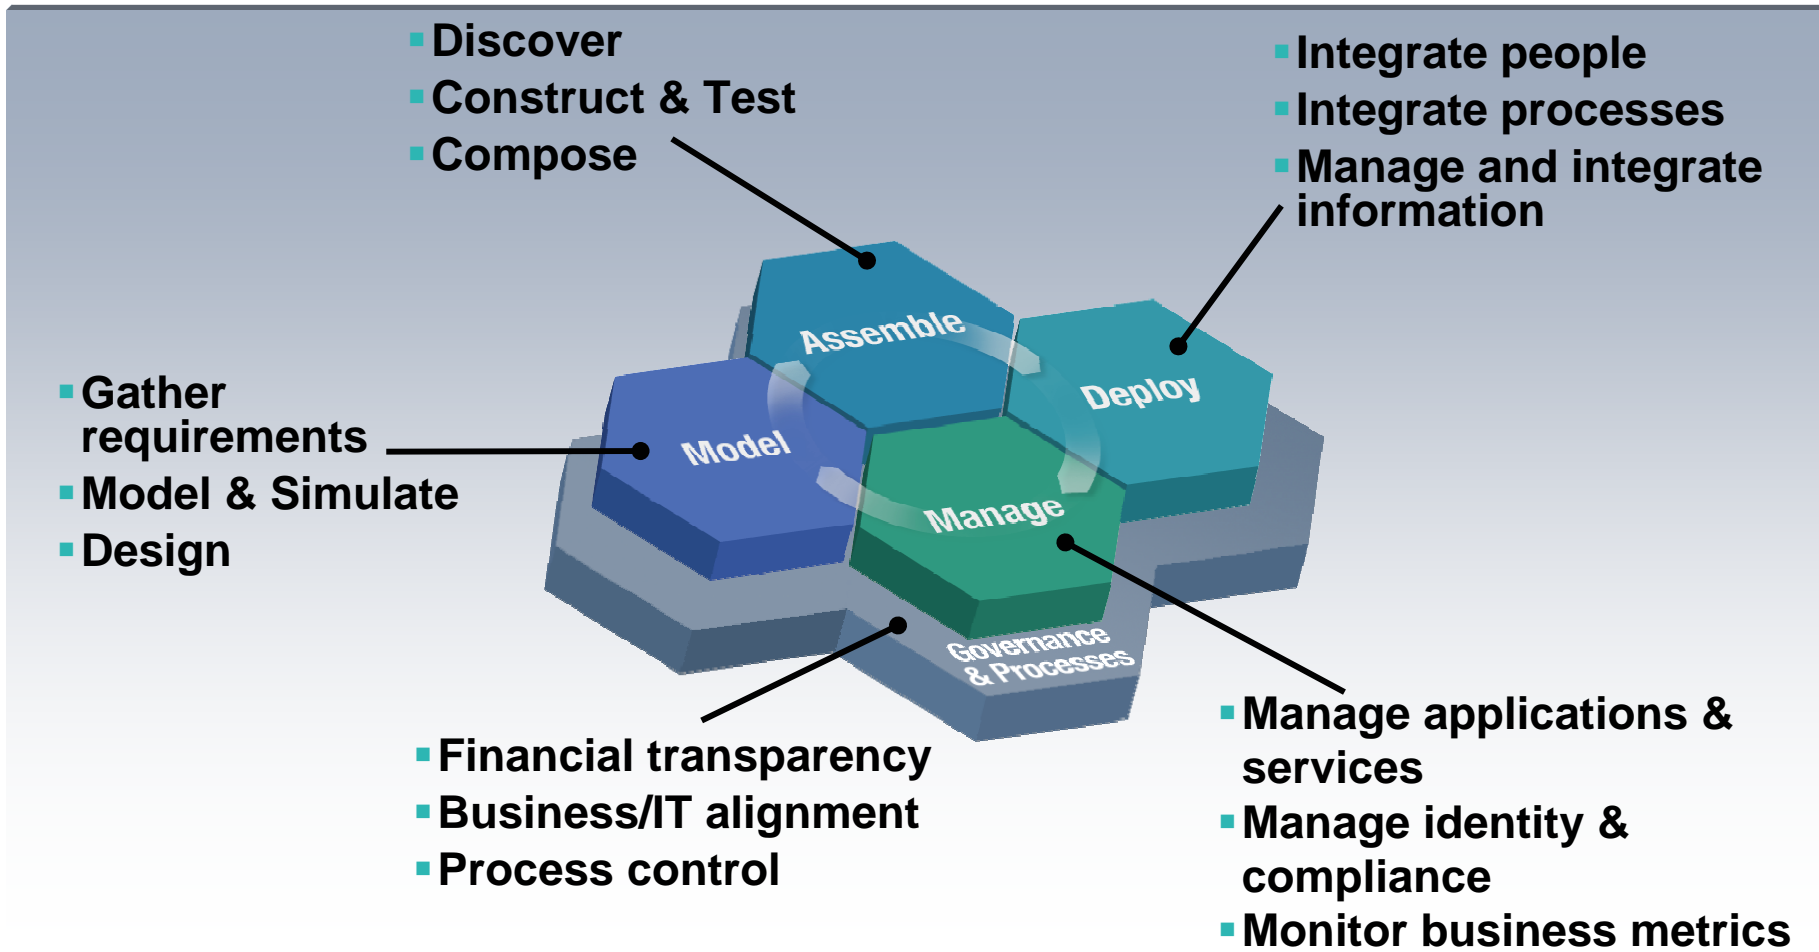 Discover
Construct & Test
Compose
Integrate people
Integrate processes
Manage and integrate
information
Assemble
Deploy
Gather
requirements
Model & Simulate
Design
Model
Manage
Governance
& Processes
Financial transparency
Business/IT alignment
Process control
Manage applications &
services
Manage identity &
compliance
Monitor business metrics